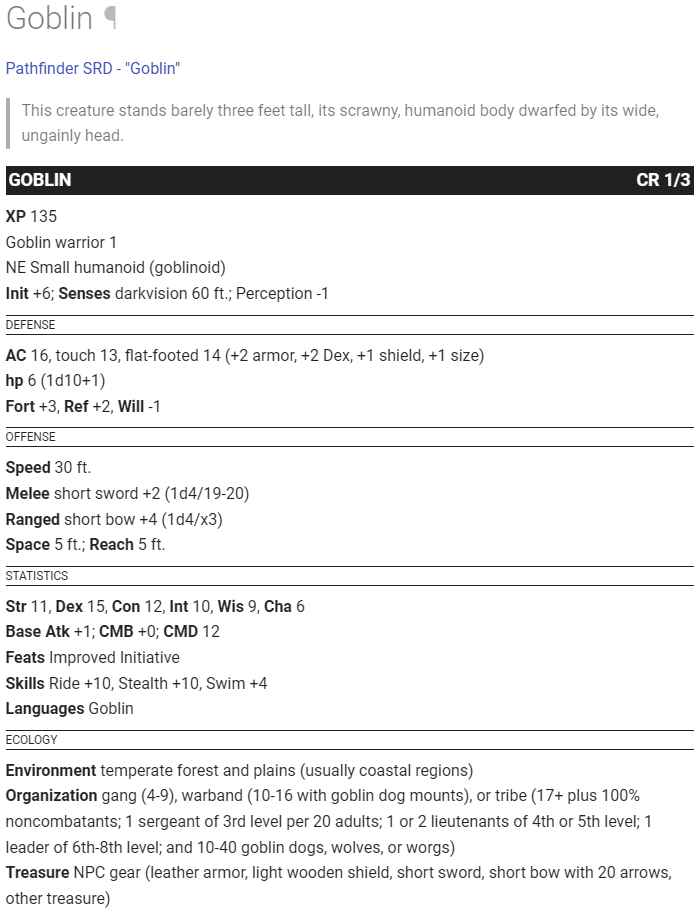 Goblin ¶
Pathfinder SRD - "Goblin"
This creature stands barely three feet tall, its scrawny, humanoid body dwarfed by its wide,
ungainly head.
GOBLIN CR 1/3
XP 135
Goblin warrior 1
NE Small humanoid (goblinoid)
Init +6; Senses darkvision 60 ft.; Perception -1
DEFENSE
AC 16, touch 13, flat-footed 14 (+2 armor, +2 Dex, +1 shield, +1 size)
hp 6 (1d10+1)
Fort +3, Ref +2, Will -1
OFFENSE
Speed 30 ft.
Melee short sword +2 (1d4/19-20)
Ranged short bow +4 (1d4/x3)
Space 5 ft.; Reach 5 ft.
STATISTICS
Str 11, Dex 15, Con 12, Int 10, Wis 9, Cha 6
Base Atk +1; CMB +0; CMD 12
Feats Improved Initiative
Skills Ride +10, Stealth +10, Swim +4
Languages Goblin
ECOLOGY
Environment temperate forest and plains (usually coastal regions)
Organization gang (4-9), warband (10-16 with goblin dog mounts), or tribe (17+ plus 100%
noncombatants; 1 sergeant of 3rd level per 20 adults; 1 or 2 lieutenants of 4th or 5th level; 1
leader of 6th-8th level; and 10-40 goblin dogs, wolves, or worgs)
Treasure NPC gear (leather armor, light wooden shield, short sword, short bow with 20 arrows,
other treasure)